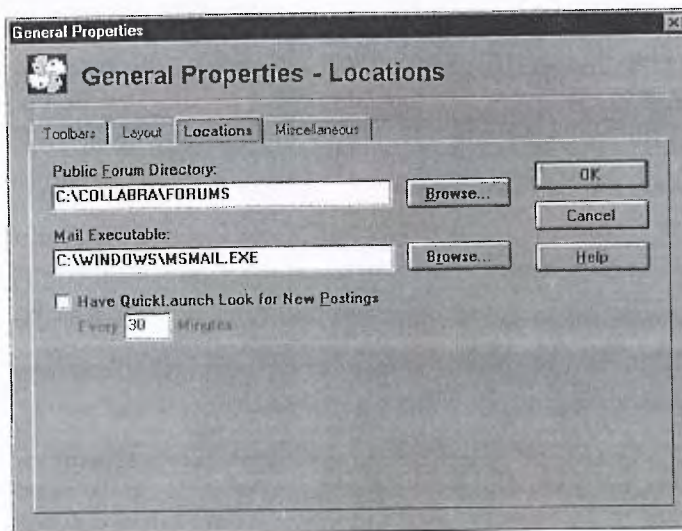 General Properties
General Properties - Locations
Toolbars Layout Locations Miscellaneous
Public Forum Directory:
C:\COLLABRA\FORUMS Browse...
OK
Cancel
Mail Executable:
C:\WINDOWS\MSMAIL.EXE Browse...
Help
Have QuickLaunch Look for New Postings
Every 30 Minutes